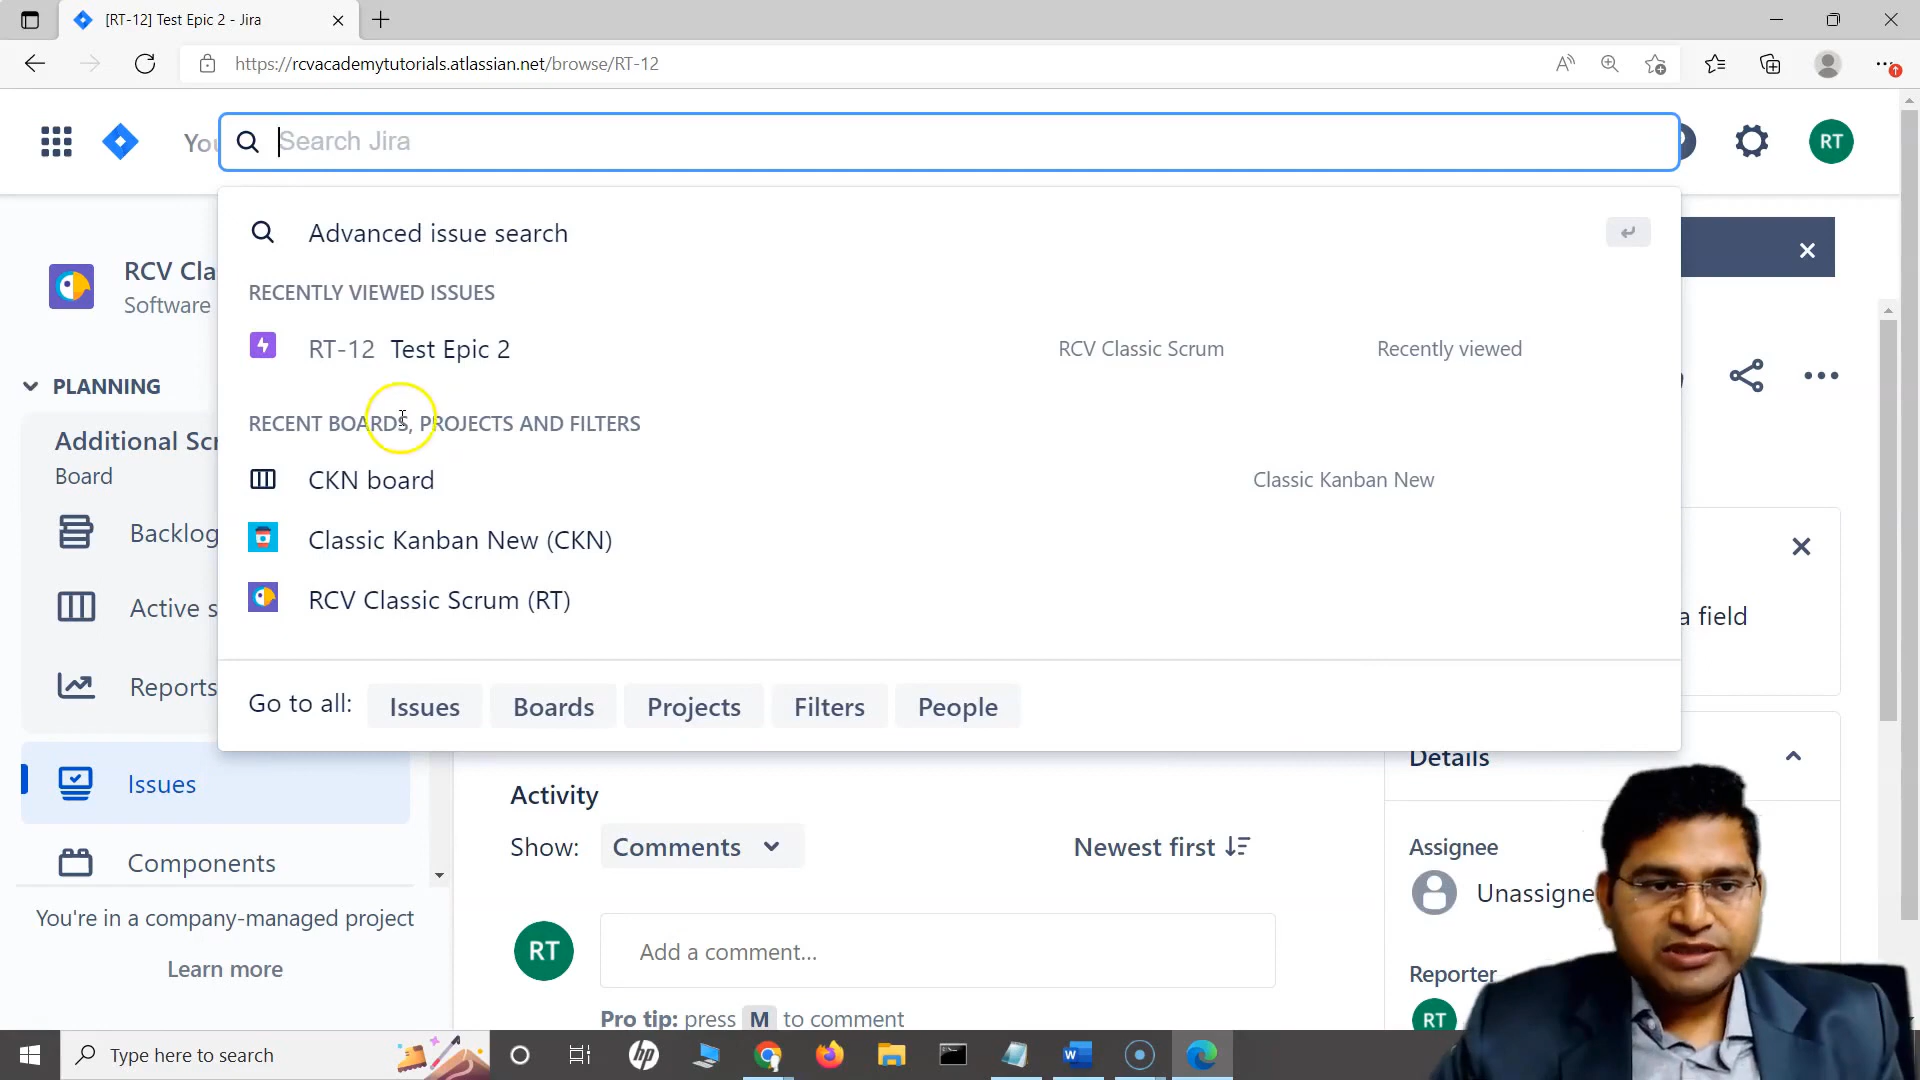 [RT-12] Test Epic 2 - Jira
https://rcvacademytutorials.atlassian.net/browse/RT-12
You
Search Jira
RT
Advanced issue search
RECENTLY VIEWED ISSUES
RT-12 Test Epic 2 RCV Classic Scrum Recently viewed
RECENT BOARDS, PROJECTS AND FILTERS
CKN board Classic Kanban New
Classic Kanban New (CKN)
RCV Classic Scrum (RT)
Go to all: Issues Boards Projects Filters People
RCV Cla
Software
PLANNING
Additional Scr
Board
Backlog
Active s
Reports
Issues
Components
You're in a company-managed project
Learn more
a field
Activity
Show: Comments Newest first
RT Add a comment...
Pro tip: press M to comment
Details
Assignee
Unassigne
Reporter
RT
Type here to search